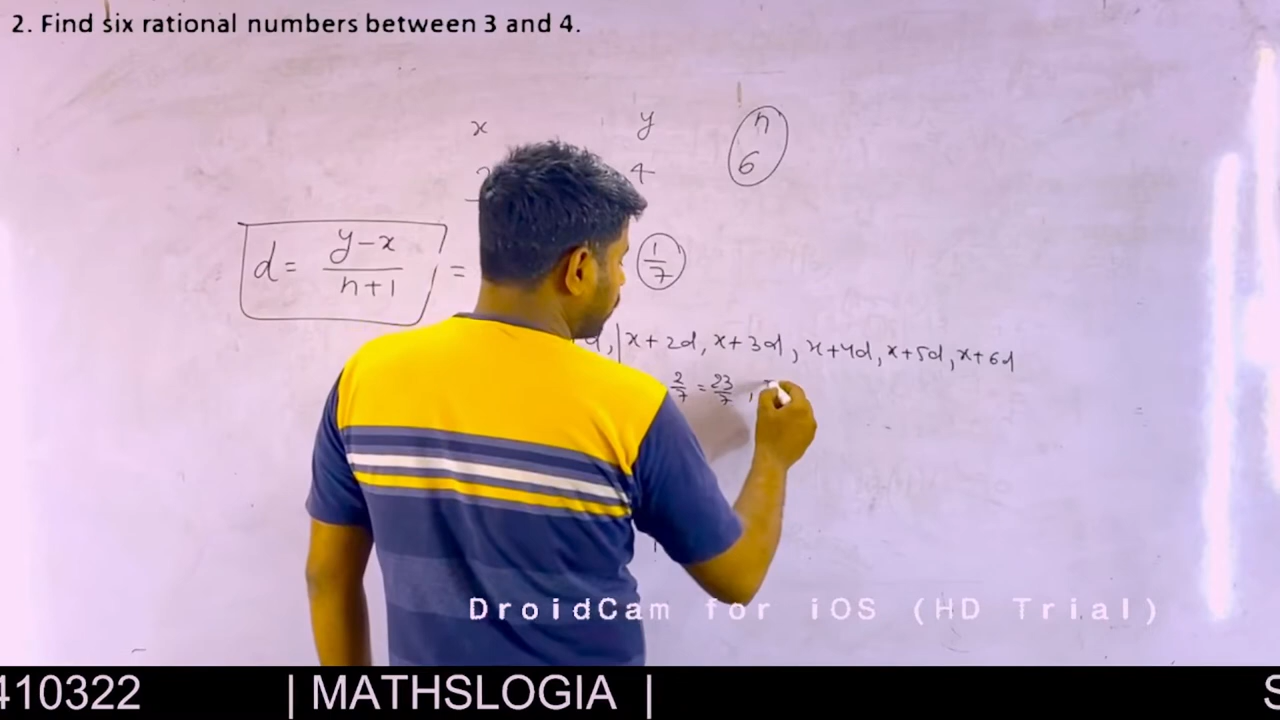 2. Find six rational numbers between 3 and 4.
x y n
4 6
d = y-x / n+1 = 1/7
d, | x + 2d, x + 3d, x+4d, x+5d, x+6d
2/7 = 23/7 ,
DroidCam for iOS (HD Trial)
410322 | MATHSLOGIA | S